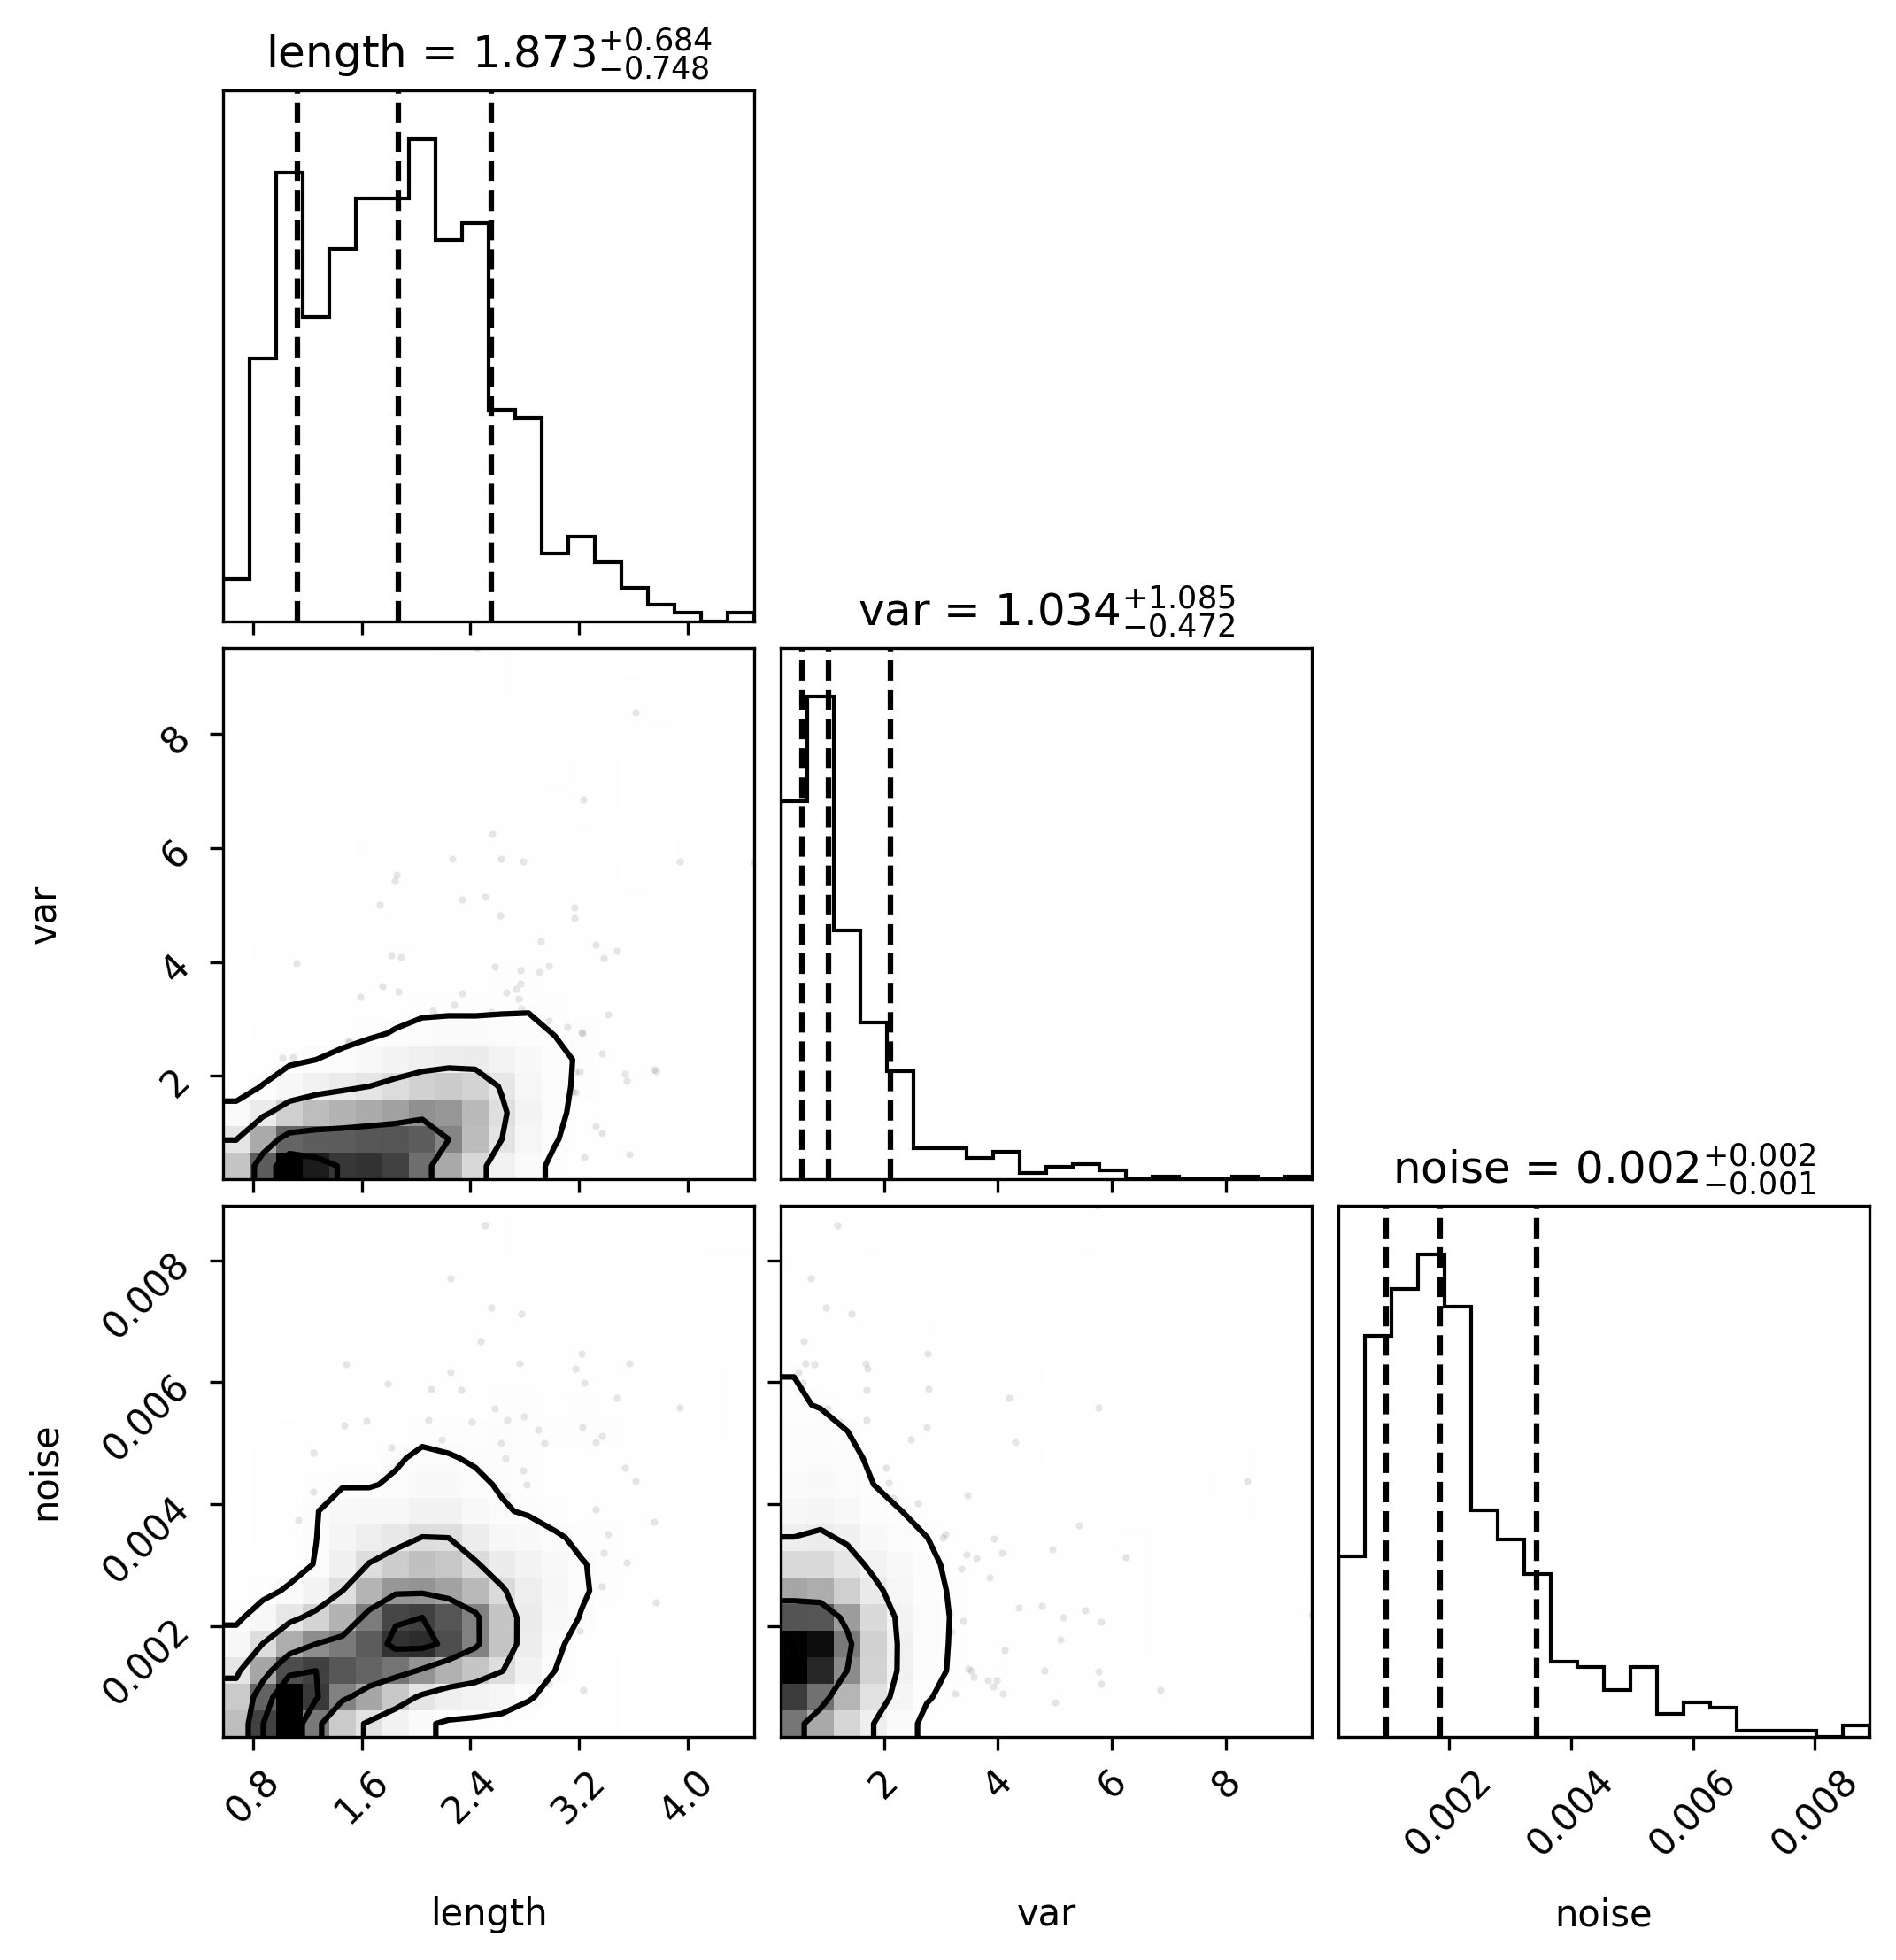 length = 1.873 +0.684 −0.748
var = 1.034 +1.085 −0.472
8
6
4
2
var
noise = 0.002 +0.002 −0.001
0.008
0.006
0.004
0.002
noise
0.8 1.6 2.4 3.2 4.0
2 4 6 8
0.002 0.004 0.006 0.008
length var noise